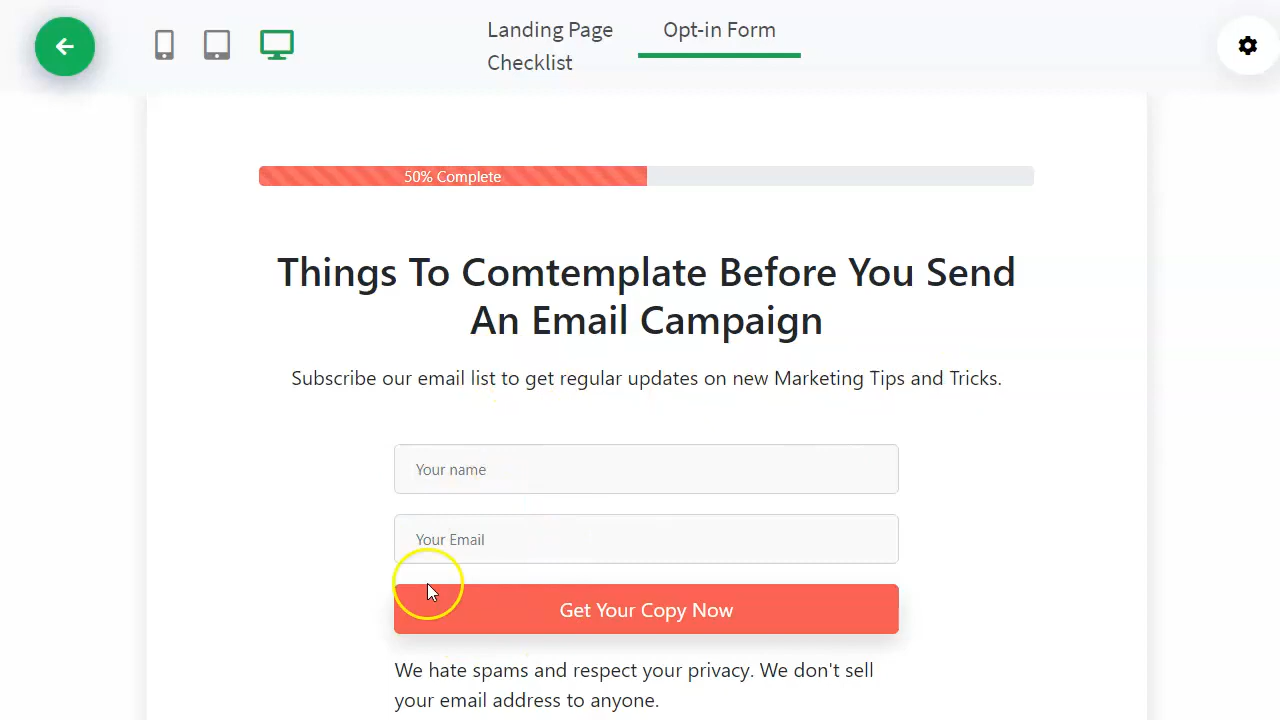 Landing Page
Checklist
Opt-in Form
50% Complete
Things To Comtemplate Before You Send
An Email Campaign
Subscribe our email list to get regular updates on new Marketing Tips and Tricks.
Your name
Your Email
Get Your Copy Now
We hate spams and respect your privacy. We don't sell
your email address to anyone.